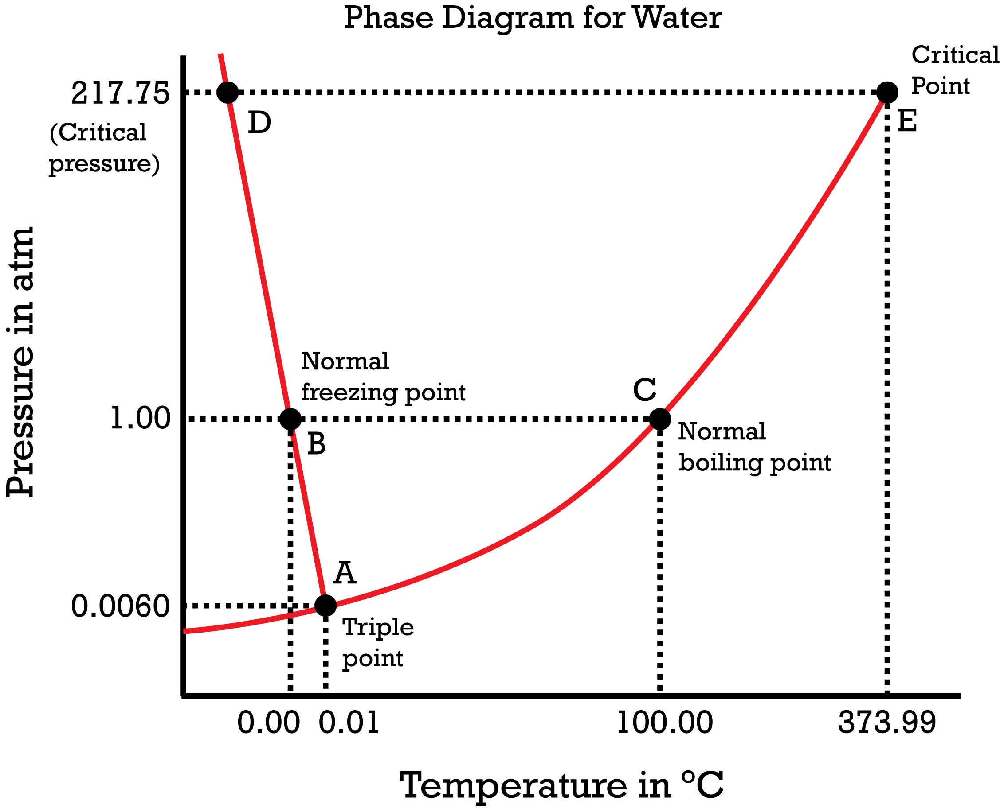 Phase Diagram for Water
Critical
Point
217.75
(Critical
pressure)
D
E
Pressure in atm
Normal
freezing point
C
1.00
B
Normal
boiling point
A
0.0060
Triple
point
0.00
0.01
100.00
373.99
Temperature in °C